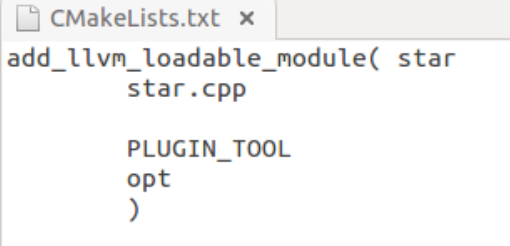 CMakeLists.txt ×
add_llvm_loadable_module( star
star.cpp
PLUGIN_TOOL
opt
)